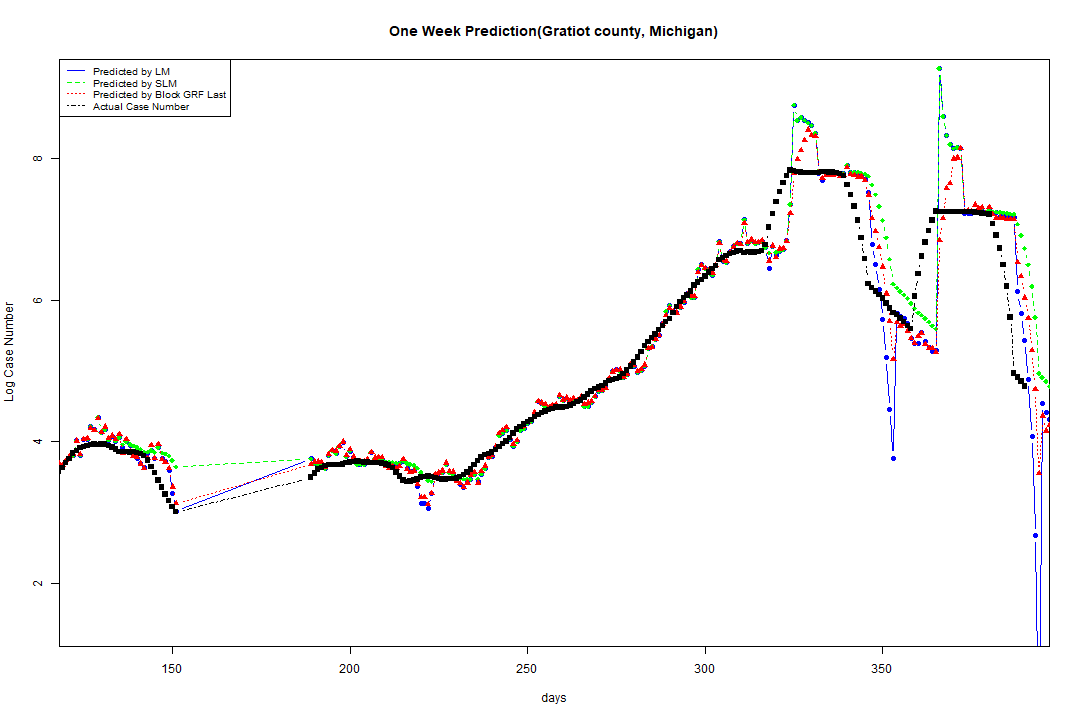 One Week Prediction(Gratiot county, Michigan)
Predicted by LM
Predicted by SLM
Predicted by Block GRF Last
Actual Case Number
8
6
4
2
Log Case Number
150
200
250
300
350
days